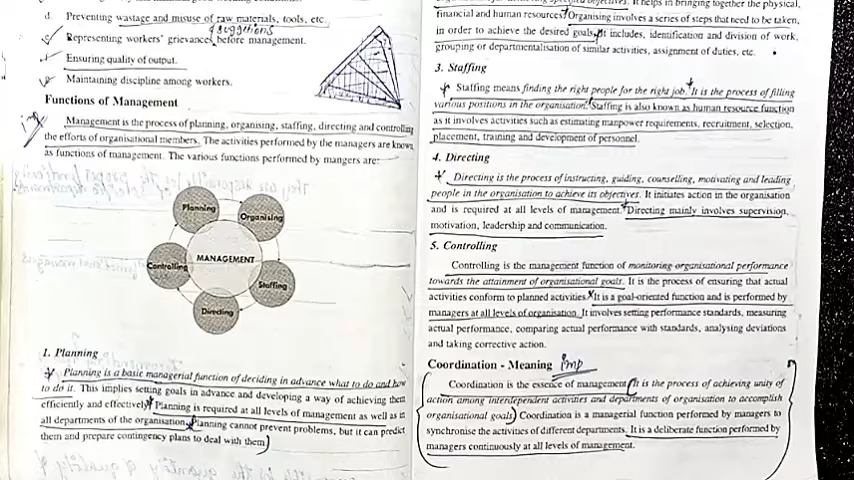 d. Preventing wastage and misuse of raw materials, tools, etc.
& suggestions
Representing workers' grievances before management.
Ensuring quality of output.
Maintaining discipline among workers.
Functions of Management
imp
Management is the process of planning, organising, staffing, directing and controlling
the efforts of organisational members. The activities performed by the managers are known
as functions of management. The various functions performed by mangers are:
Planning
Organising
MANAGEMENT
Controlling
Staffing
Directing
1. Planning
Planning is a basic managerial function of deciding in advance what to do and how
to do it. This implies setting goals in advance and developing a way of achieving them
efficiently and effectively. Planning is required at all levels of management as well as in
all departments of the organisation. Planning cannot prevent problems, but it can predict
them and prepare contingency plans to deal with them
It helps in bringing together the physical,
financial and human resources. Organising involves a series of steps that need to be taken,
in order to achieve the desired goals. It includes, identification and division of work,
grouping or departmentalisation of similar activities, assignment of duties, etc.
3. Staffing
Staffing means finding the right people for the right job. It is the process of filling
various positions in the organisation. Staffing is also known as human resource function
as it involves activities such as estimating manpower requirements, recruitment, selection,
placement, training and development of personnel.
4. Directing
Directing is the process of instructing, guiding, counselling, motivating and leading
people in the organisation to achieve its objectives. It initiates action in the organisation
and is required at all levels of management. Directing mainly involves supervision,
motivation, leadership and communication.
5. Controlling
Controlling is the management function of monitoring organisational performance
towards the attainment of organisational goals. It is the process of ensuring that actual
activities conform to planned activities. It is a goal-oriented function and is performed by
managers at all levels of organisation. It involves setting performance standards, measuring
actual performance, comparing actual performance with standards, analysing deviations
and taking corrective action.
Coordination - Meaning imp
Coordination is the essence of management. It is the process of achieving unity of
action among interdependent activities and departments of organisation to accomplish
organisational goals. Coordination is a managerial function performed by managers to
synchronise the activities of different departments. It is a deliberate function performed by
managers continuously at all levels of management.